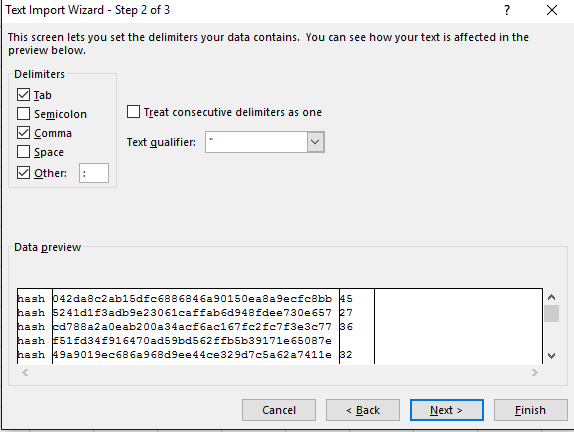 Text Import Wizard - Step 2 of 3 ? ×
This screen lets you set the delimiters your data contains. You can see how your text is affected in the
preview below.
Delimiters
Tab
Semicolon
Comma
Space
Other: :
Treat consecutive delimiters as one
Text qualifier: "
Data preview
hash 042da8c2ab15dfc6886846a90150ea8a9ecfc8bb 45
hash 5241d1f3adb9e23061caffab6d948fdee730e657 27
hash cd788a2a0eab200a34acf6ac167fc2fc7f3e3c77 36
hash f51fd34f916470ad59bd562ffb5b39171e65087e
hash 49a9019ec686a968d9ee44ce329d7c5a62a7411e 32
Cancel < Back Next > Finish